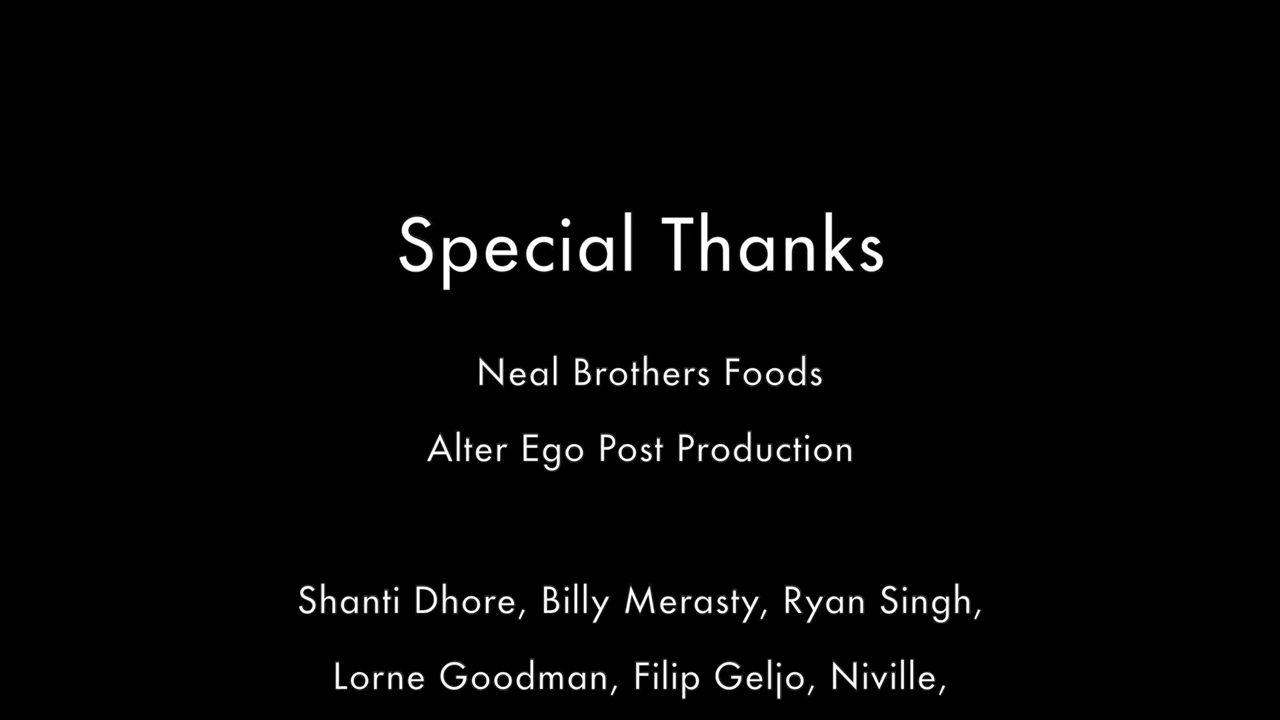 Special Thanks
Neal Brothers Foods
Alter Ego Post Production
Shanti Dhore, Billy Merasty, Ryan Singh,
Lorne Goodman, Filip Geljo, Niville,